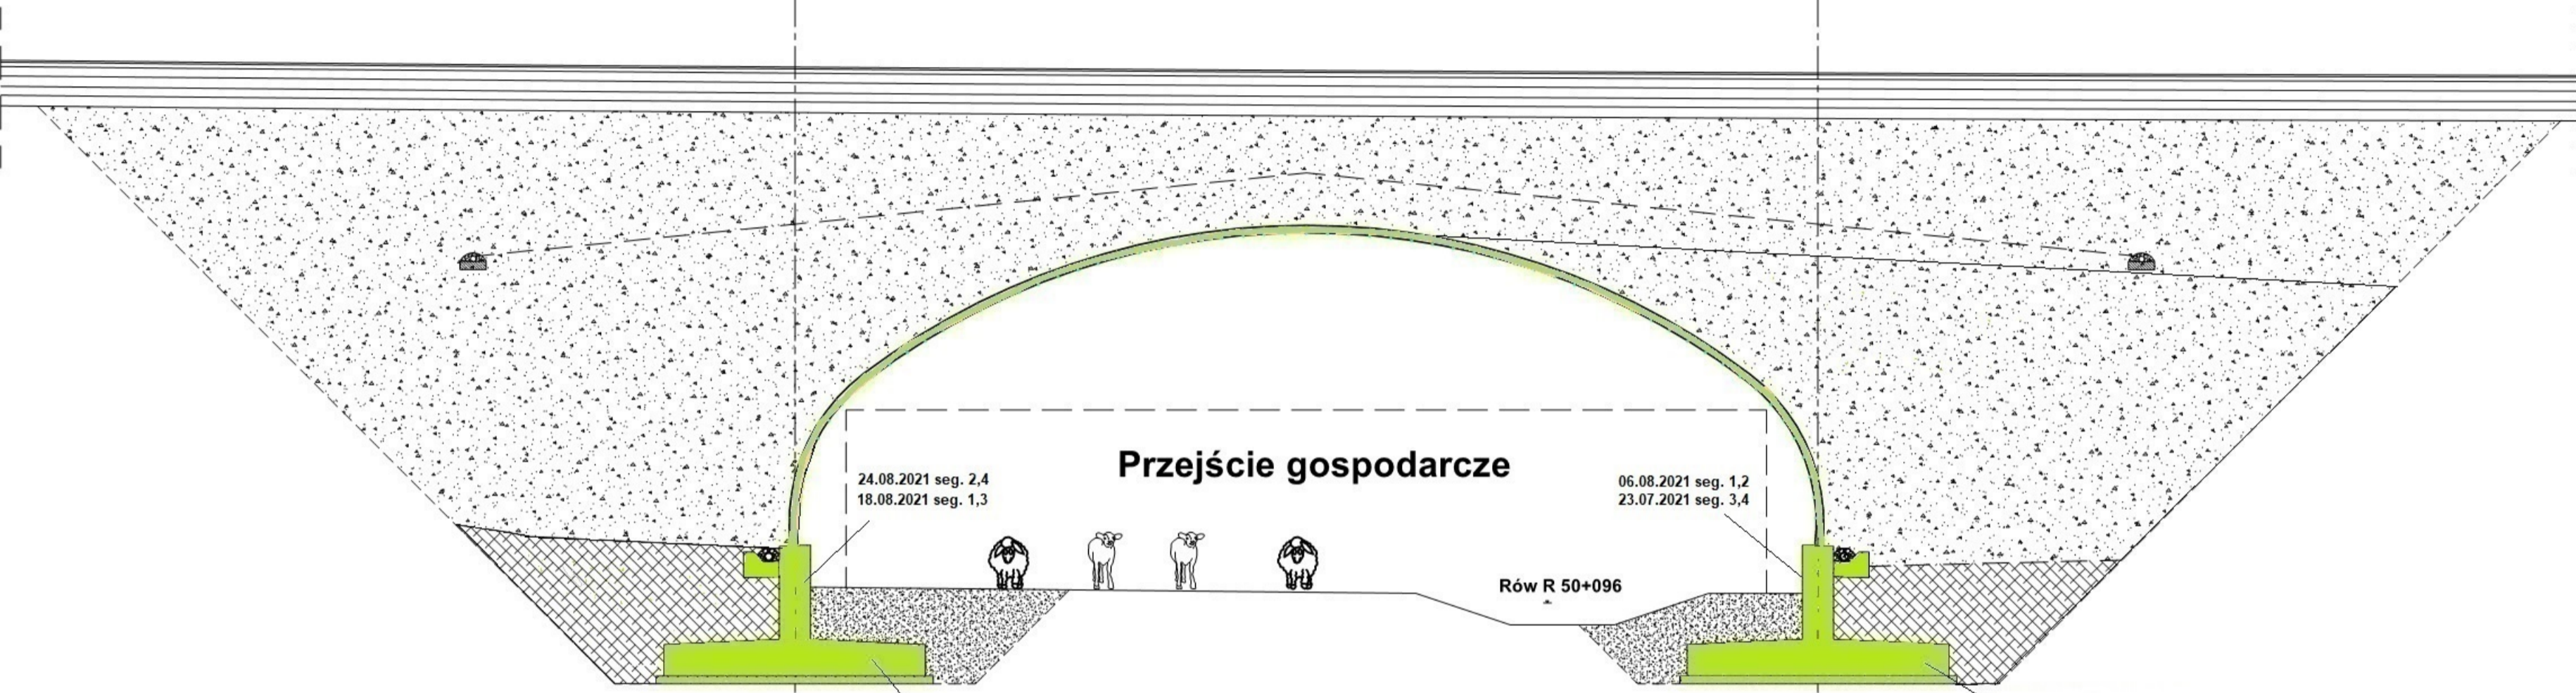 Przejście gospodarcze
24.08.2021 seg. 2,4
18.08.2021 seg. 1,3
06.08.2021 seg. 1,2
23.07.2021 seg. 3,4
Rów R 50+096